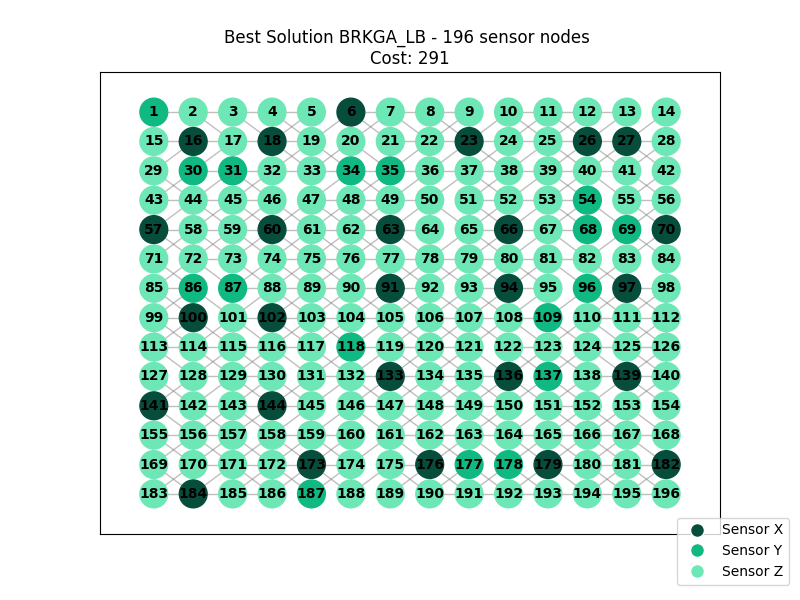 Best Solution BRKGA_LB - 196 sensor nodes
Cost: 291
1 2 3 4 5 6 7 8 9 10 11 12 13 14
15 16 17 18 19 20 21 22 23 24 25 26 27 28
29 30 31 32 33 34 35 36 37 38 39 40 41 42
43 44 45 46 47 48 49 50 51 52 53 54 55 56
57 58 59 60 61 62 63 64 65 66 67 68 69 70
71 72 73 74 75 76 77 78 79 80 81 82 83 84
85 86 87 88 89 90 91 92 93 94 95 96 97 98
99 100 101 102 103 104 105 106 107 108 109 110 111 112
113 114 115 116 117 118 119 120 121 122 123 124 125 126
127 128 129 130 131 132 133 134 135 136 137 138 139 140
141 142 143 144 145 146 147 148 149 150 151 152 153 154
155 156 157 158 159 160 161 162 163 164 165 166 167 168
169 170 171 172 173 174 175 176 177 178 179 180 181 182
183 184 185 186 187 188 189 190 191 192 193 194 195 196
Sensor X
Sensor Y
Sensor Z